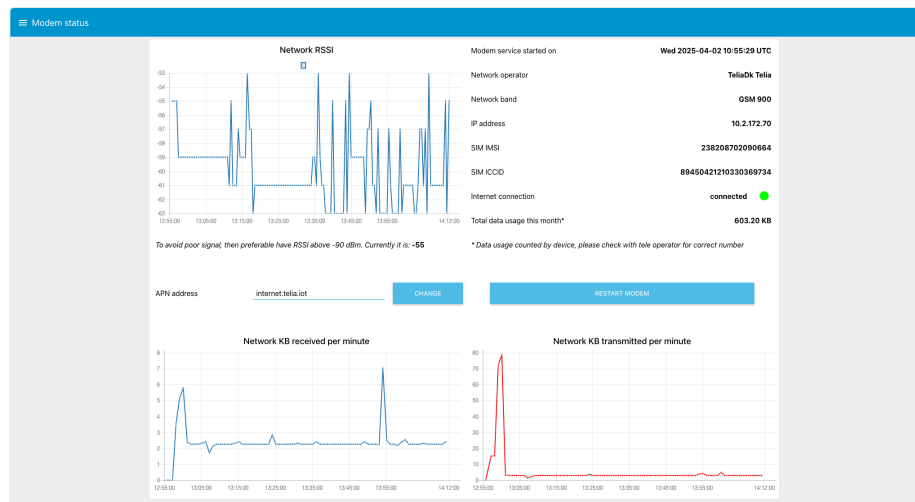 Modem status
Network RSSI
-53
-54
-55
-56
-57
-58
-59
-60
-61
-62
-63
12:55:00 13:05:00 13:15:00 13:25:00 13:35:00 13:45:00 13:55:00 14:12:00
To avoid poor signal, then preferable have RSSI above -90 dBm. Currently it is: -55
Modem service started on Wed 2025-04-02 10:55:29 UTC
Network operator TeliaDk Telia
Network band GSM 900
IP address 10.2.172.70
SIM IMSI 238208702090664
SIM ICCID 89450421210330369734
Internet connection connected
Total data usage this month* 603.20 KB
* Data usage counted by device, please check with tele operator for correct number
APN address internet.telia.iot CHANGE RESTART MODEM
Network KB received per minute
8
7
6
5
4
3
2
1
0
12:55:00 13:05:00 13:15:00 13:25:00 13:35:00 13:45:00 14:12:00
Network KB transmitted per minute
80
70
60
50
40
30
20
10
0
12:55:00 13:05:00 13:15:00 13:25:00 13:35:00 13:45:00 13:55:00 14:12:00